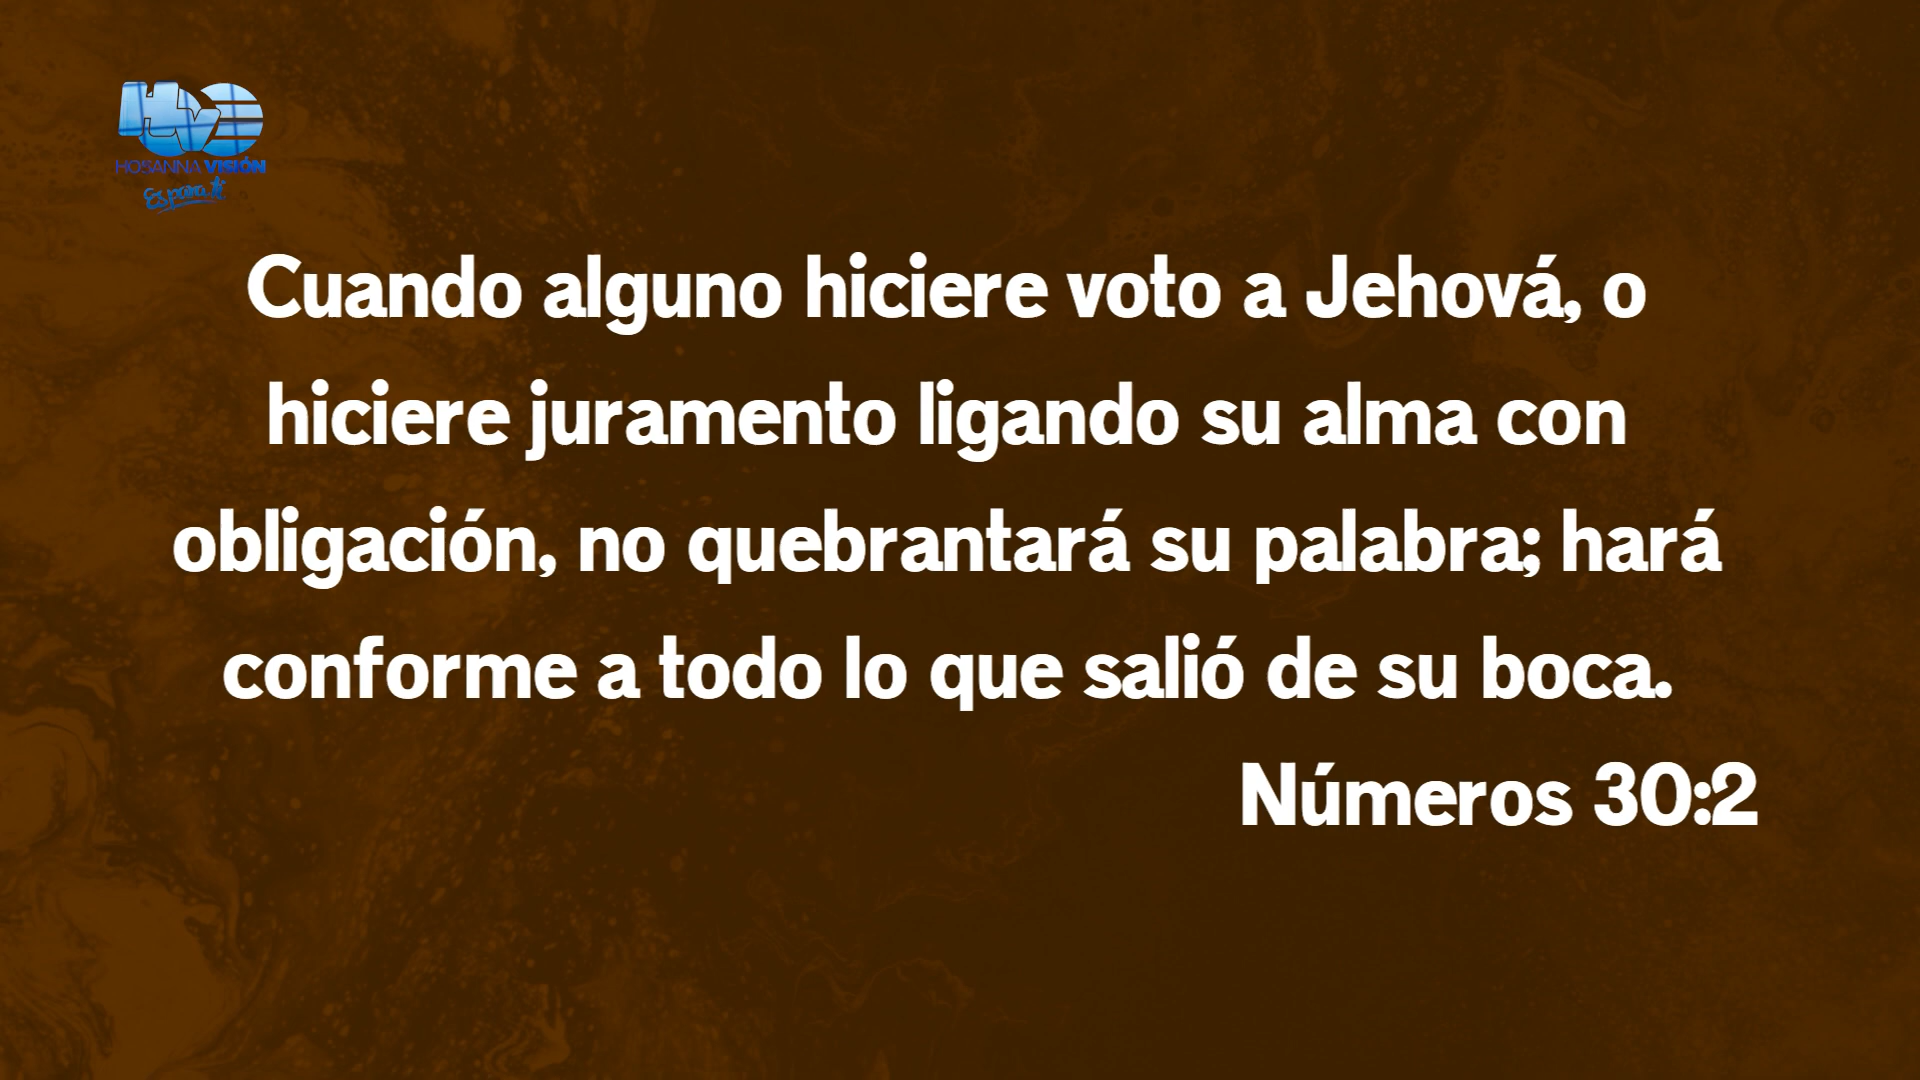 HV
HOSANNA VISIÓN
Es para ti
Cuando alguno hiciere voto a Jehová, o
hiciere juramento ligando su alma con
obligación, no quebrantará su palabra; hará
conforme a todo lo que salió de su boca.
Números 30:2